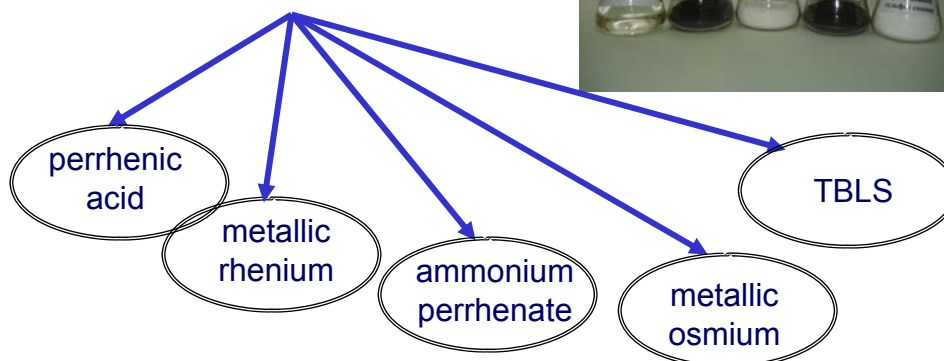 perrhenic
acid
metallic
rhenium
ammonium
perrhenate
metallic
osmium
TBLS